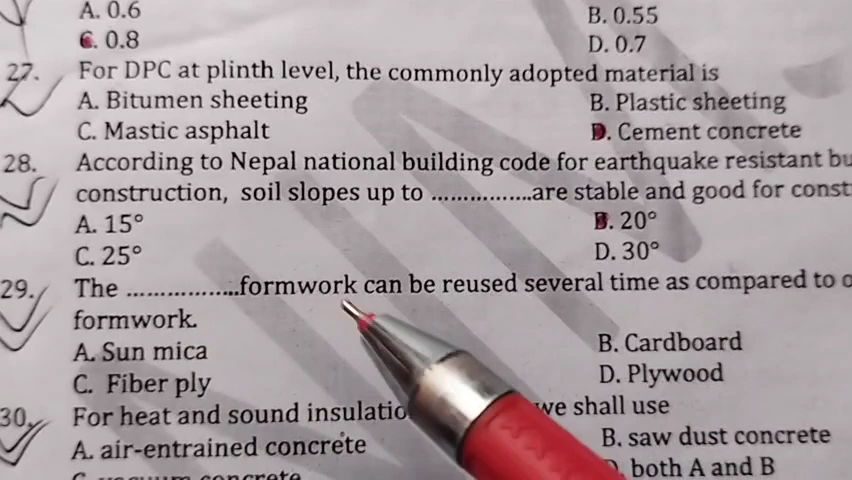 A. 0.6
B. 0.55
C. 0.8
D. 0.7
27. For DPC at plinth level, the commonly adopted material is
A. Bitumen sheeting
B. Plastic sheeting
C. Mastic asphalt
D. Cement concrete
28. According to Nepal national building code for earthquake resistant bu
construction, soil slopes up to ................are stable and good for const
A. 15°
B. 20°
C. 25°
D. 30°
29. The ..................formwork can be reused several time as compared to o
formwork.
A. Sun mica
B. Cardboard
C. Fiber ply
D. Plywood
30. For heat and sound insulatio we shall use
A. air-entrained concrete
B. saw dust concrete
C. vacuum concrete
D. both A and B